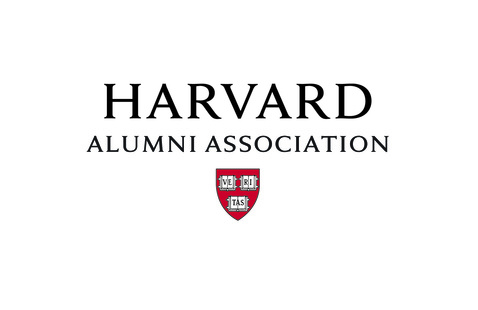 HARVARD
ALUMNI ASSOCIATION
VE RI
TAS